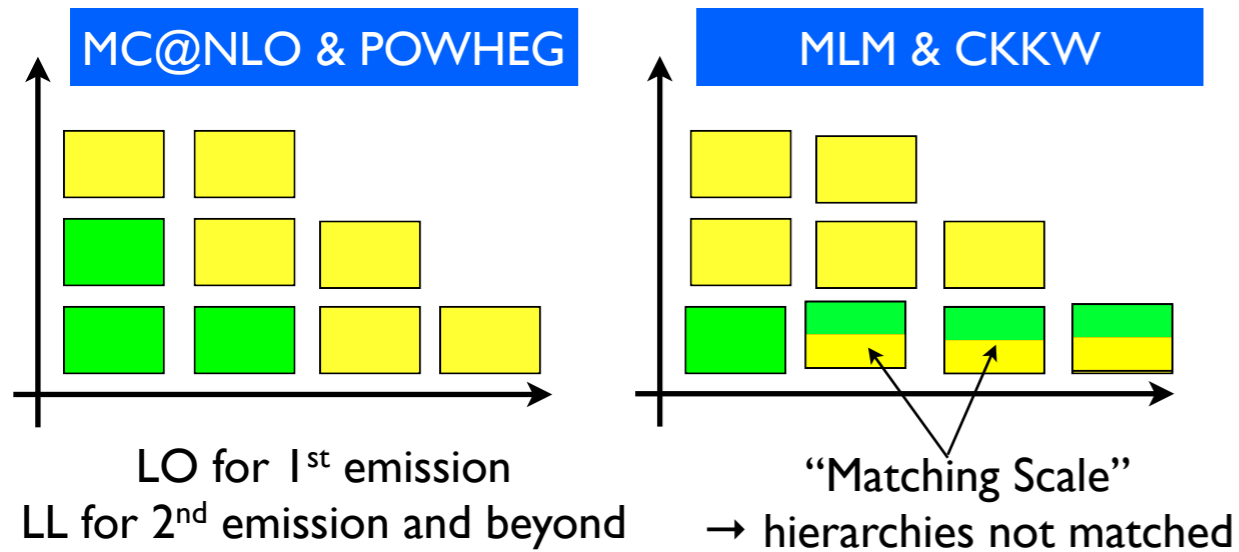 MC@NLO & POWHEG
LO for 1st emission
LL for 2nd emission and beyond
MLM & CKKW
“Matching Scale”
→ hierarchies not matched